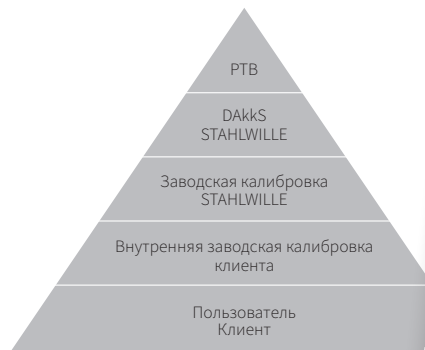 PTB
DAkkS
STAHLWILLE
Заводская калибровка
STAHLWILLE
Внутренняя заводская калибровка
клиента
Пользователь
Клиент